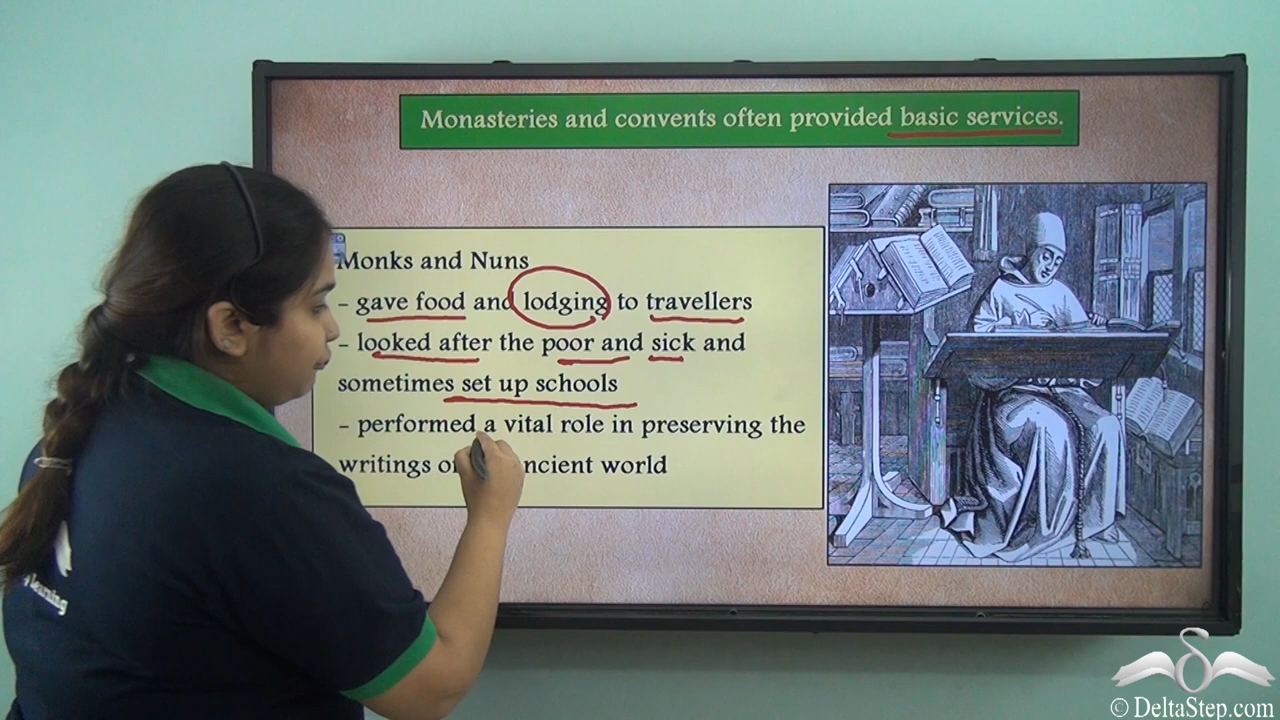 Monasteries and convents often provided basic services.
Monks and Nuns
- gave food and lodging to travellers
- looked after the poor and sick and
sometimes set up schools
- performed a vital role in preserving the
writings ancient world
learning
© DeltaStep.com